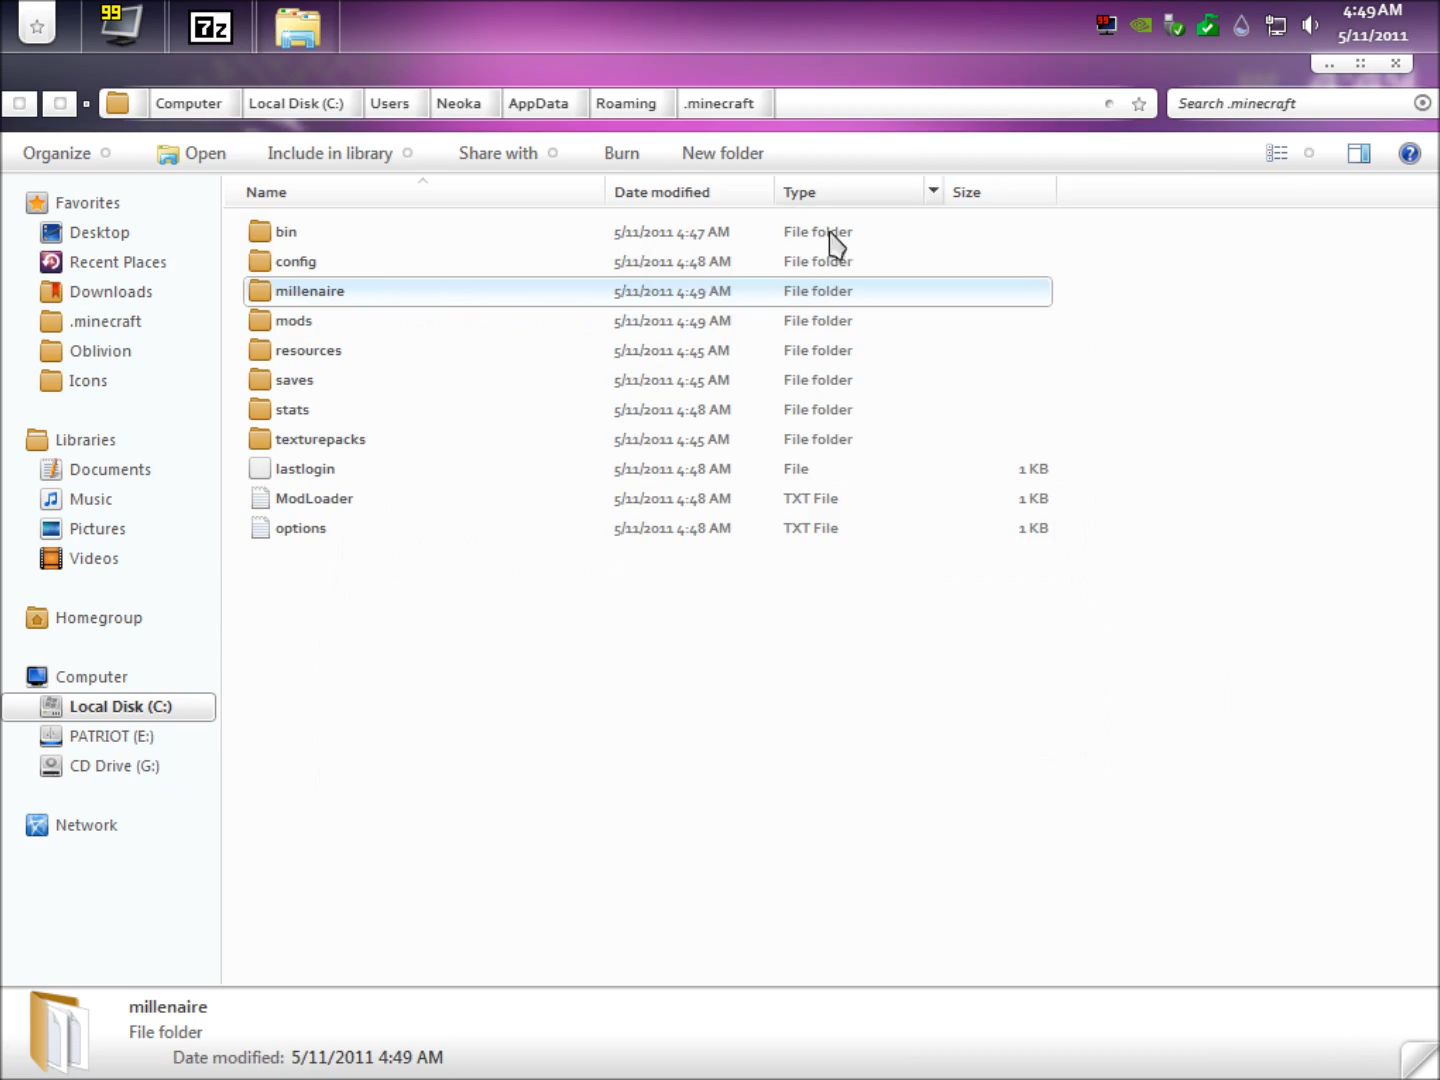 99
7z
99
4:49 AM
5/11/2011
Computer Local Disk (C:) Users Neoka AppData Roaming .minecraft
Search .minecraft
Organize Open Include in library Share with Burn New folder
Name Date modified Type Size
Favorites
Desktop
Recent Places
Downloads
.minecraft
Oblivion
Icons
Libraries
Documents
Music
Pictures
Videos
Homegroup
Computer
Local Disk (C:)
PATRIOT (E:)
CD Drive (G:)
Network
bin 5/11/2011 4:47 AM File folder
config 5/11/2011 4:48 AM File folder
millenaire 5/11/2011 4:49 AM File folder
mods 5/11/2011 4:49 AM File folder
resources 5/11/2011 4:45 AM File folder
saves 5/11/2011 4:45 AM File folder
stats 5/11/2011 4:48 AM File folder
texturepacks 5/11/2011 4:45 AM File folder
lastlogin 5/11/2011 4:48 AM File 1 KB
ModLoader 5/11/2011 4:48 AM TXT File 1 KB
options 5/11/2011 4:48 AM TXT File 1 KB
millenaire
File folder
Date modified: 5/11/2011 4:49 AM